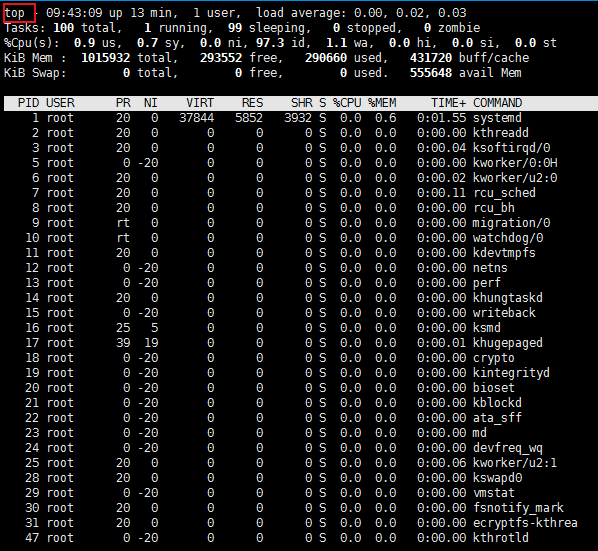 top - 09:43:09 up 13 min,  1 user,  load average: 0.00, 0.02, 0.03
Tasks: 100 total,   1 running,  99 sleeping,   0 stopped,   0 zombie
%Cpu(s):  0.9 us,  0.7 sy,  0.0 ni, 97.3 id,  1.1 wa,  0.0 hi,  0.0 si,  0.0 st
KiB Mem :  1015932 total,   293552 free,   290660 used,   431720 buff/cache
KiB Swap:        0 total,        0 free,        0 used.   555648 avail Mem
PID USER      PR  NI    VIRT    RES    SHR S %CPU %MEM     TIME+ COMMAND
1 root      20   0   37844   5852   3932 S  0.0  0.6   0:01.55 systemd
2 root      20   0       0      0      0 S  0.0  0.0   0:00.00 kthreadd
3 root      20   0       0      0      0 S  0.0  0.0   0:00.04 ksoftirqd/0
5 root       0 -20       0      0      0 S  0.0  0.0   0:00.00 kworker/0:0H
6 root      20   0       0      0      0 S  0.0  0.0   0:00.02 kworker/u2:0
7 root      20   0       0      0      0 S  0.0  0.0   0:00.11 rcu_sched
8 root      20   0       0      0      0 S  0.0  0.0   0:00.00 rcu_bh
9 root      rt   0       0      0      0 S  0.0  0.0   0:00.00 migration/0
10 root      rt   0       0      0      0 S  0.0  0.0   0:00.00 watchdog/0
11 root      20   0       0      0      0 S  0.0  0.0   0:00.00 kdevtmpfs
12 root       0 -20       0      0      0 S  0.0  0.0   0:00.00 netns
13 root       0 -20       0      0      0 S  0.0  0.0   0:00.00 perf
14 root      20   0       0      0      0 S  0.0  0.0   0:00.00 khungtaskd
15 root       0 -20       0      0      0 S  0.0  0.0   0:00.00 writeback
16 root      25   5       0      0      0 S  0.0  0.0   0:00.00 ksmd
17 root      39  19       0      0      0 S  0.0  0.0   0:00.01 khugepaged
18 root       0 -20       0      0      0 S  0.0  0.0   0:00.00 crypto
19 root       0 -20       0      0      0 S  0.0  0.0   0:00.00 kintegrityd
20 root       0 -20       0      0      0 S  0.0  0.0   0:00.00 bioset
21 root       0 -20       0      0      0 S  0.0  0.0   0:00.00 kblockd
22 root       0 -20       0      0      0 S  0.0  0.0   0:00.00 ata_sff
23 root       0 -20       0      0      0 S  0.0  0.0   0:00.00 md
24 root       0 -20       0      0      0 S  0.0  0.0   0:00.00 devfreq_wq
25 root      20   0       0      0      0 S  0.0  0.0   0:00.06 kworker/u2:1
28 root      20   0       0      0      0 S  0.0  0.0   0:00.00 kswapd0
29 root       0 -20       0      0      0 S  0.0  0.0   0:00.00 vmstat
30 root      20   0       0      0      0 S  0.0  0.0   0:00.00 fsnotify_mark
31 root      20   0       0      0      0 S  0.0  0.0   0:00.00 ecryptfs-kthrea
47 root       0 -20       0      0      0 S  0.0  0.0   0:00.00 kthrotld